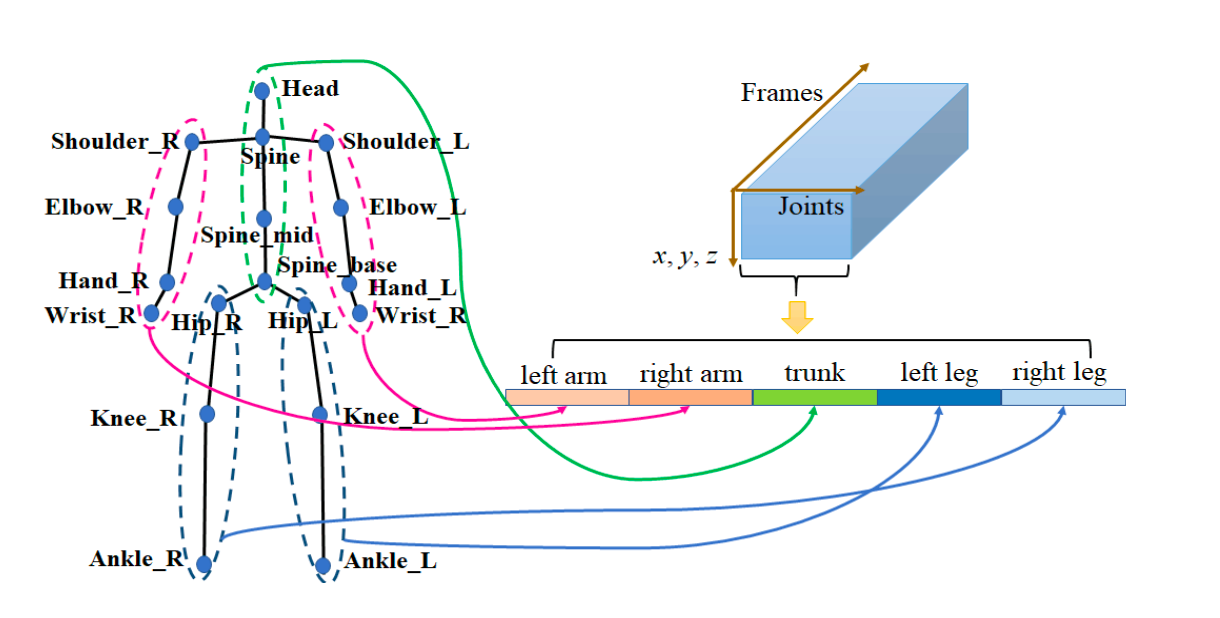 Head
Shoulder_R
Spine
Shoulder_L
Elbow_R
Elbow_L
Spine_mid
Spine_base
Hand_R
Hand_L
Wrist_R
Hip_R
Hip_L
Wrist_R
Knee_R
Knee_L
Ankle_R
Ankle_L
Frames
Joints
x, y, z
left arm
right arm
trunk
left leg
right leg